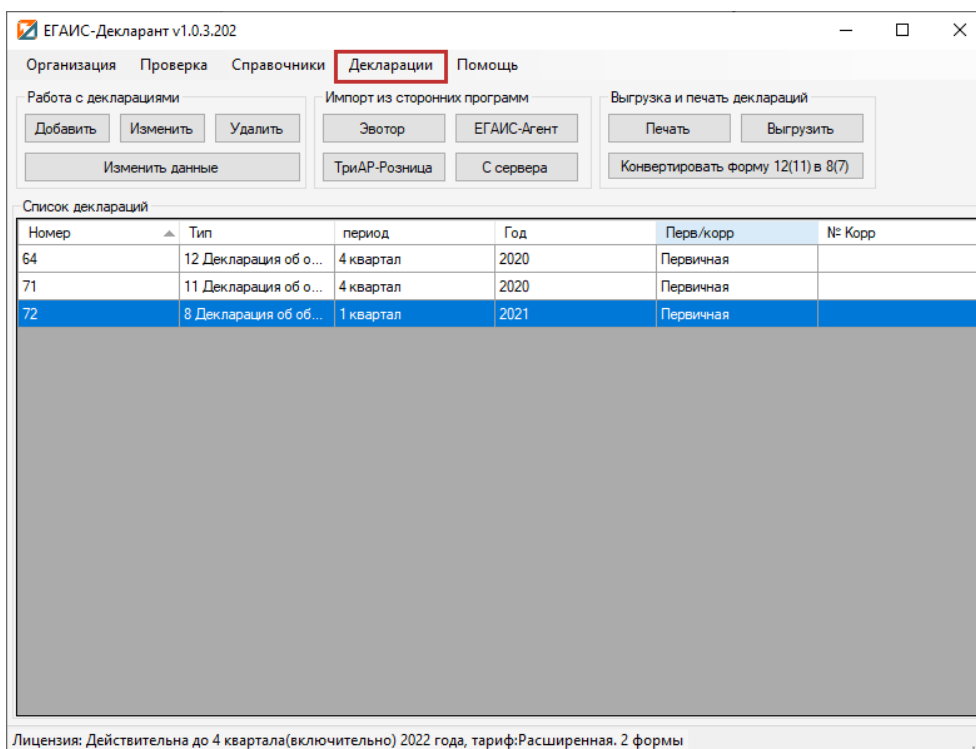 ЕГАИС-Декларант v1.0.3.202
Организация Проверка Справочники Декларации Помощь
Работа с декларациями Импорт из сторонних программ Выгрузка и печать деклараций
Добавить Изменить Удалить Эвотор ЕГАИС-Агент Печать Выгрузить
Изменить данные ТриАР-Розница С сервера Конвертировать форму 12(11) в 8(7)
Список деклараций
Номер Тип период Год Перв/корр № Корр
64 12 Декларация об о... 4 квартал 2020 Первичная
71 11 Декларация об о... 4 квартал 2020 Первичная
72 8 Декларация об об... 1 квартал 2021 Первичная
Лицензия: Действительна до 4 квартала(включительно) 2022 года, тариф:Расширенная. 2 формы